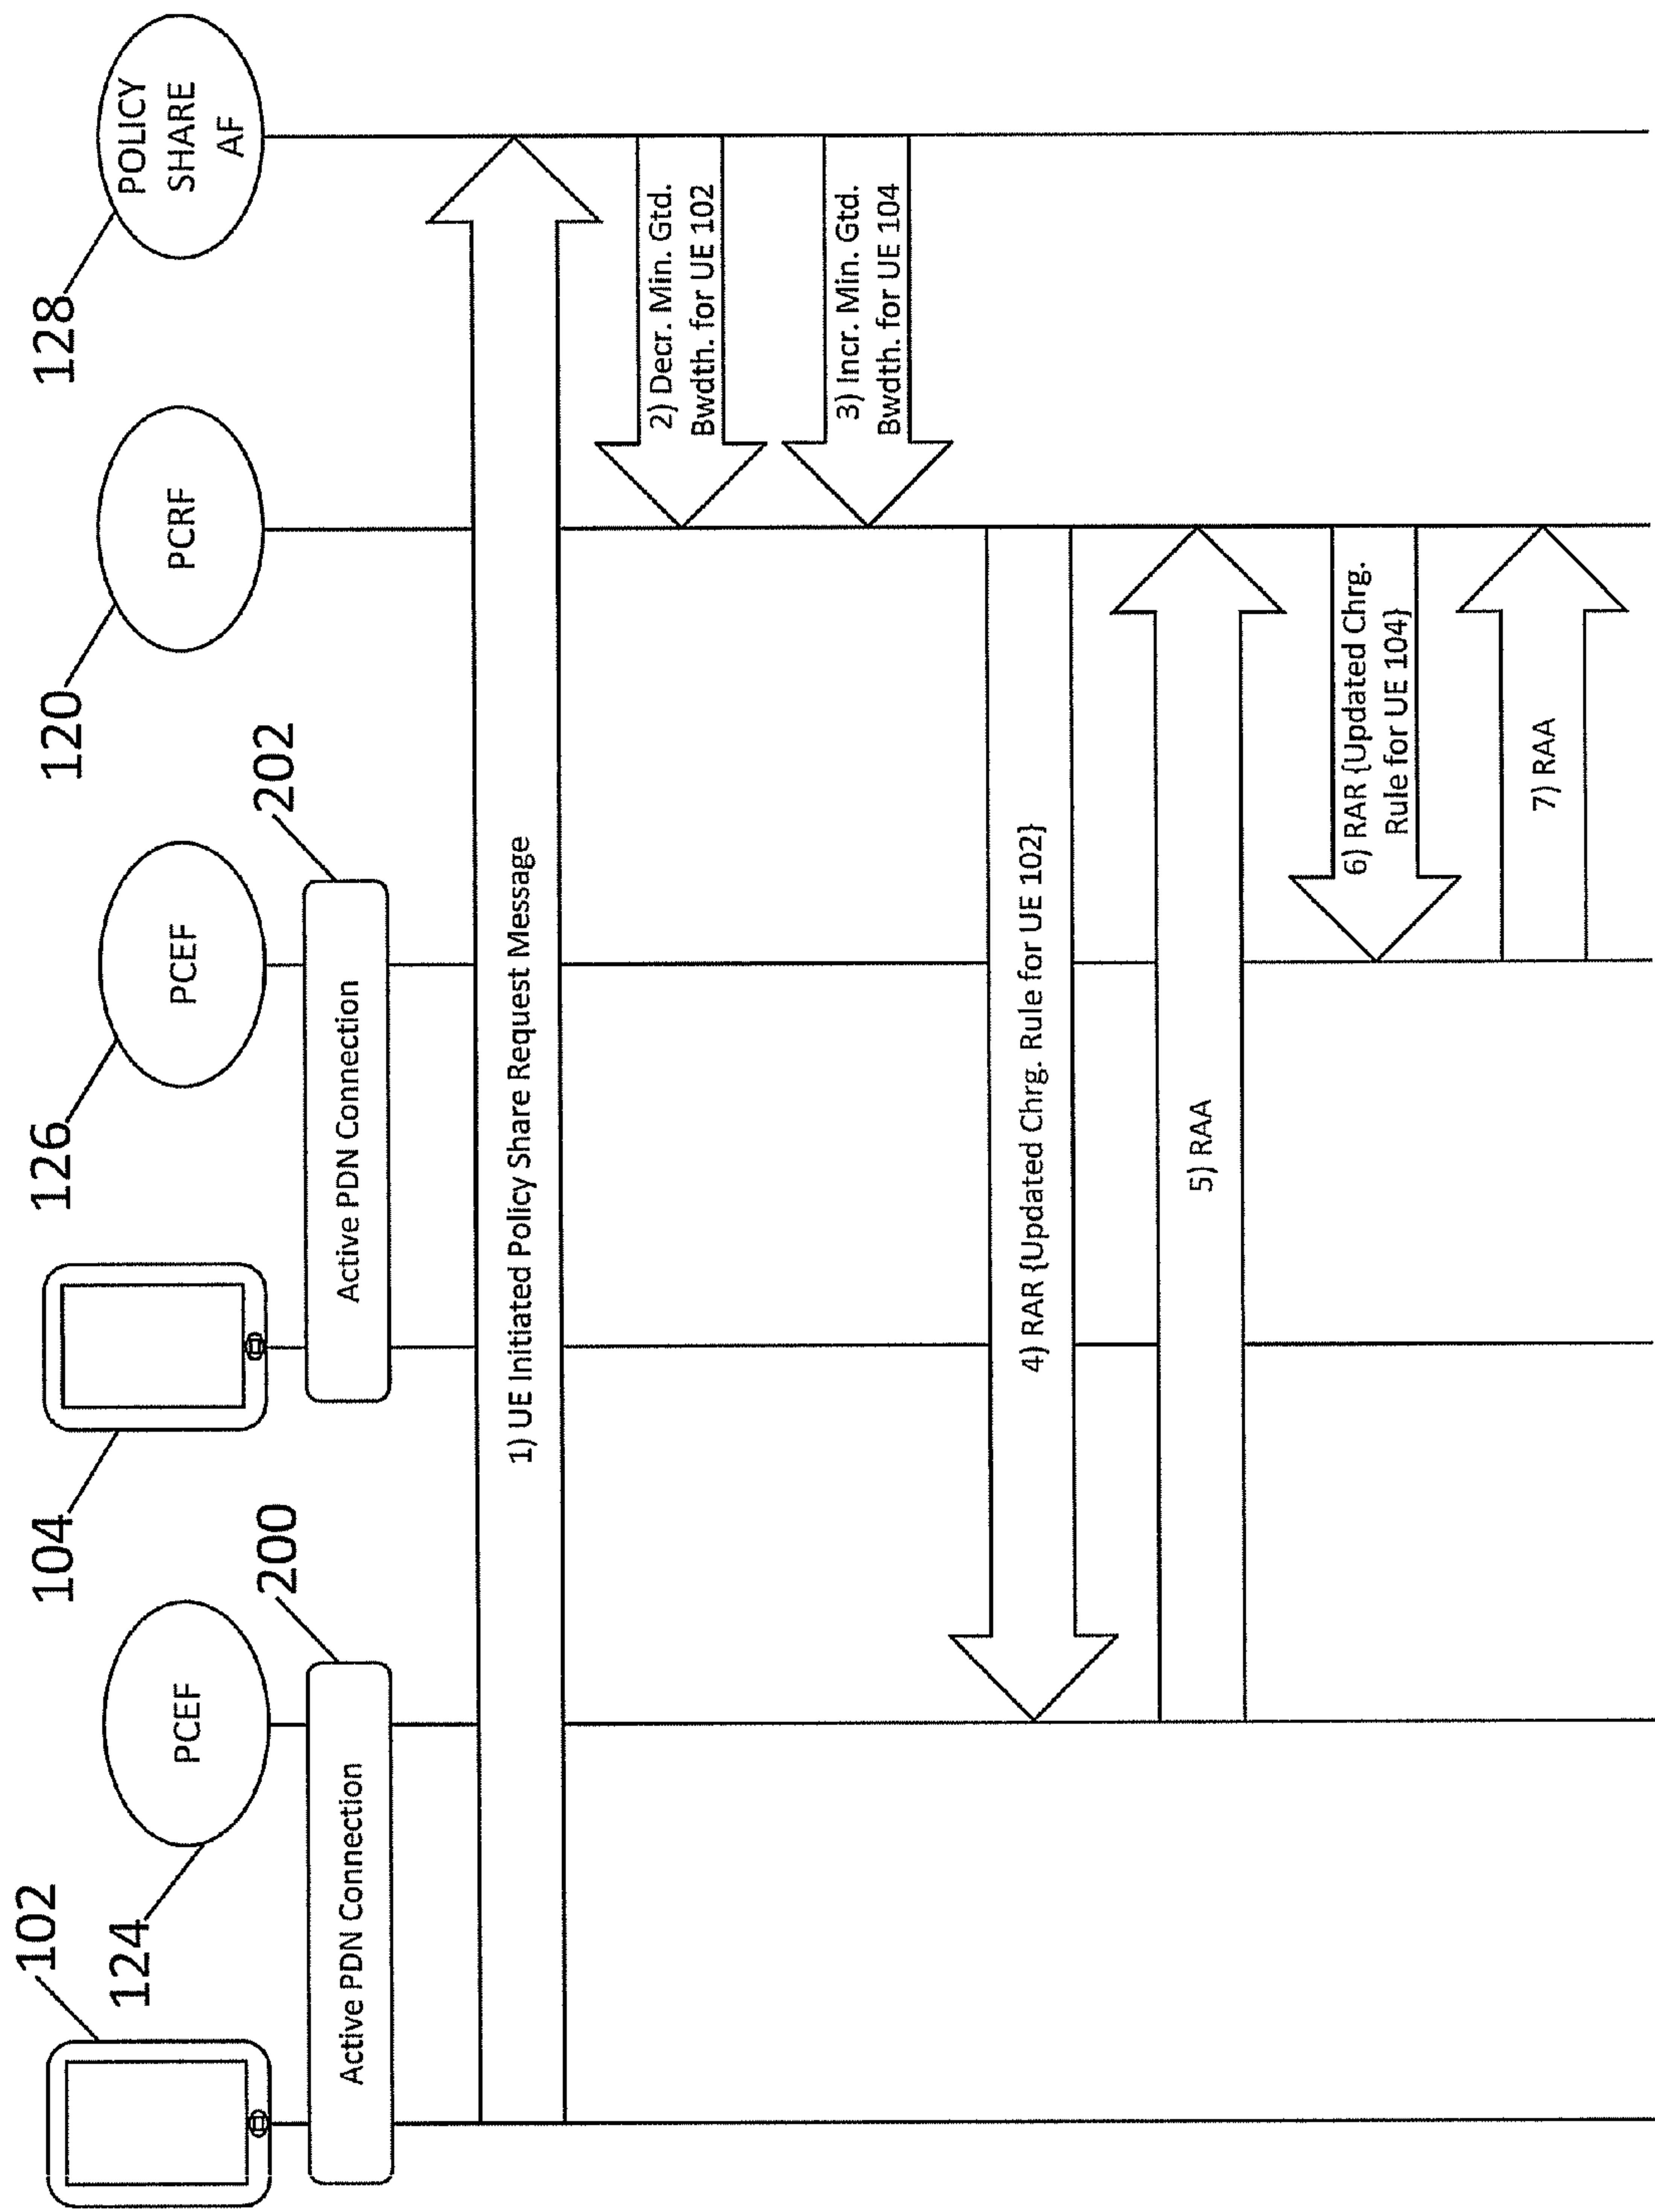 102
124
PCEF
200
Active PDN Connection
104
126
PCEF
202
Active PDN Connection
120
PCRF
128
POLICY
SHARE
AF
1) UE Initiated Policy Share Request Message
2) Decr. Min. Gtd.
Bwdth. for UE 102
3) Incr. Min. Gtd.
Bwdth. for UE 104
4) RAR {Updated Chrg. Rule for UE 102}
5) RAA
6) RAR {Updated Chrg.
Rule for UE 104}
7) RAA